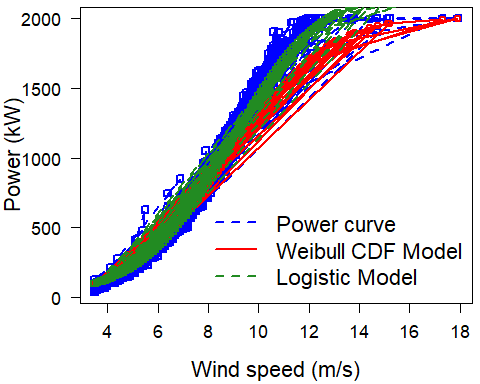 2000
1500
1000
500
0
Power (kW)
Power curve
Weibull CDF Model
Logistic Model
4 6 8 10 12 14 16 18
Wind speed (m/s)